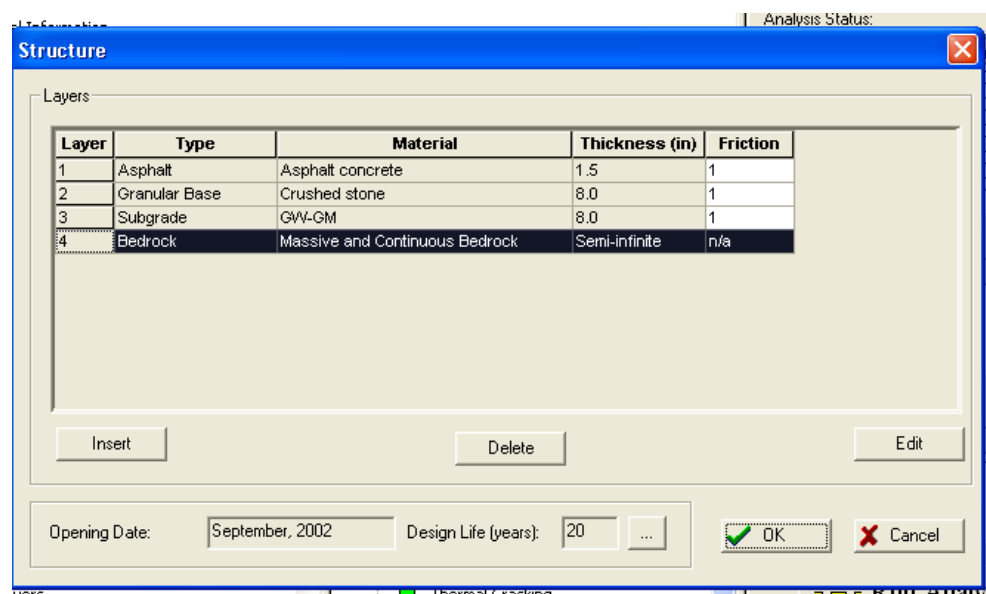 Analysis Status:
al Information
Structure
Layers
Layer Type Material Thickness (in) Friction
1 Asphalt Asphalt concrete 1.5 1
2 Granular Base Crushed stone 8.0 1
3 Subgrade GW-GM 8.0 1
4 Bedrock Massive and Continuous Bedrock Semi-infinite n/a
Insert Delete Edit
Opening Date: September, 2002 Design Life (years): 20 ... OK Cancel
Thermal Cracking